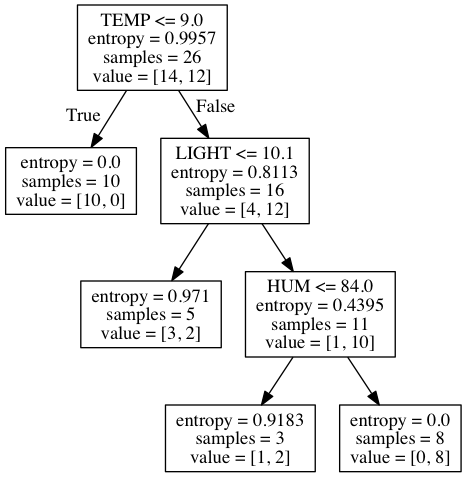 TEMP <= 9.0
entropy = 0.9957
samples = 26
value = [14, 12]
True
False
entropy = 0.0
samples = 10
value = [10, 0]
LIGHT <= 10.1
entropy = 0.8113
samples = 16
value = [4, 12]
entropy = 0.971
samples = 5
value = [3, 2]
HUM <= 84.0
entropy = 0.4395
samples = 11
value = [1, 10]
entropy = 0.9183
samples = 3
value = [1, 2]
entropy = 0.0
samples = 8
value = [0, 8]